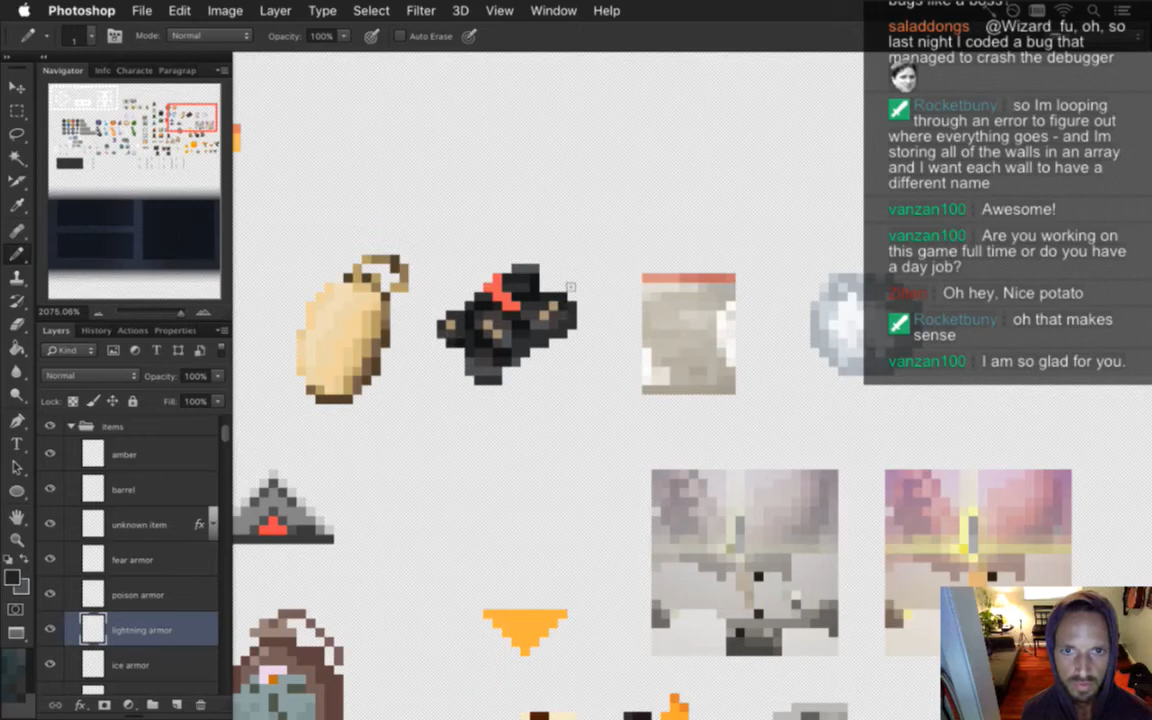 Photoshop File Edit Image Layer Type Select Filter 3D View Window Help
1 Mode: Normal Opacity: 100% Auto Erase
Navigator Info Characte Paragrap
2075.06%
Layers History Actions Properties
Kind
Normal Opacity: 100%
Lock: Fill: 100%
items
amber
barrel
unknown item fx
fear armor
poison armor
lightning armor
ice armor
fx
bugs like a boss!
saladdongs @Wizard_fu, oh, so
last night I coded a bug that
managed to crash the debugger
Rocketbuny so Im looping
through an error to figure out
where everything goes - and Im
storing all of the walls in an array
and I want each wall to have a
different name
vanzan100 Awesome!
vanzan100 Are you working on
this game full time or do you have
a day job?
Oh hey, Nice potato
Rocketbuny oh that makes
sense
vanzan100 I am so glad for you.